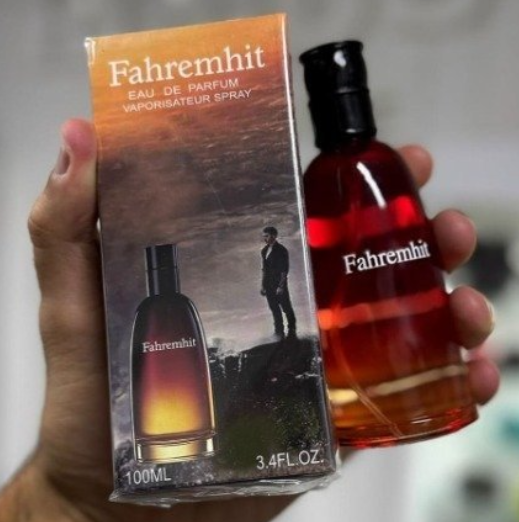 Fahremhit
EAU DE PARFUM
VAPORISATEUR SPRAY
Fahremhit
100ML
3.4FL.OZ.
Fahremhit